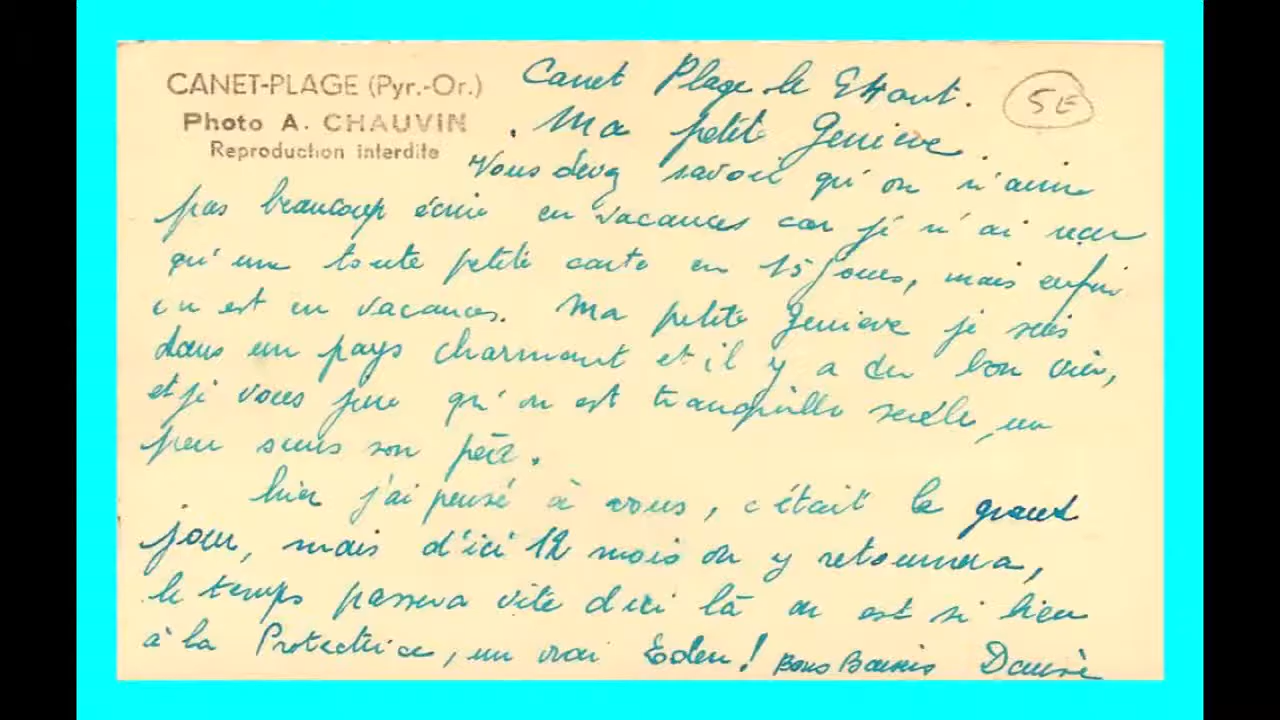 CANET-PLAGE (Pyr.-Or.)
Photo A. CHAUVIN
Reproduction interdite
Canet Plage le
5E
Ma petite Genieve.
Vous devez savoir qu'on n'aime
pas beaucoup écrire en vacances car je n'ai
qu'une toute petite carte en 15 jours, mais enfin
on est en vacances. Ma petite Genieve je suis
dans un pays charmant et il y a du bon
et je vous jure qu'on est tranquille seule, un
peu sans son
hier j'ai pensé à vous, c'était le grand
jour, mais d'ici 12 mois on y retournera,
le temps passera vite d'ici là on est si bien
à la Protectrice, un vrai Eden! Bons Baisers